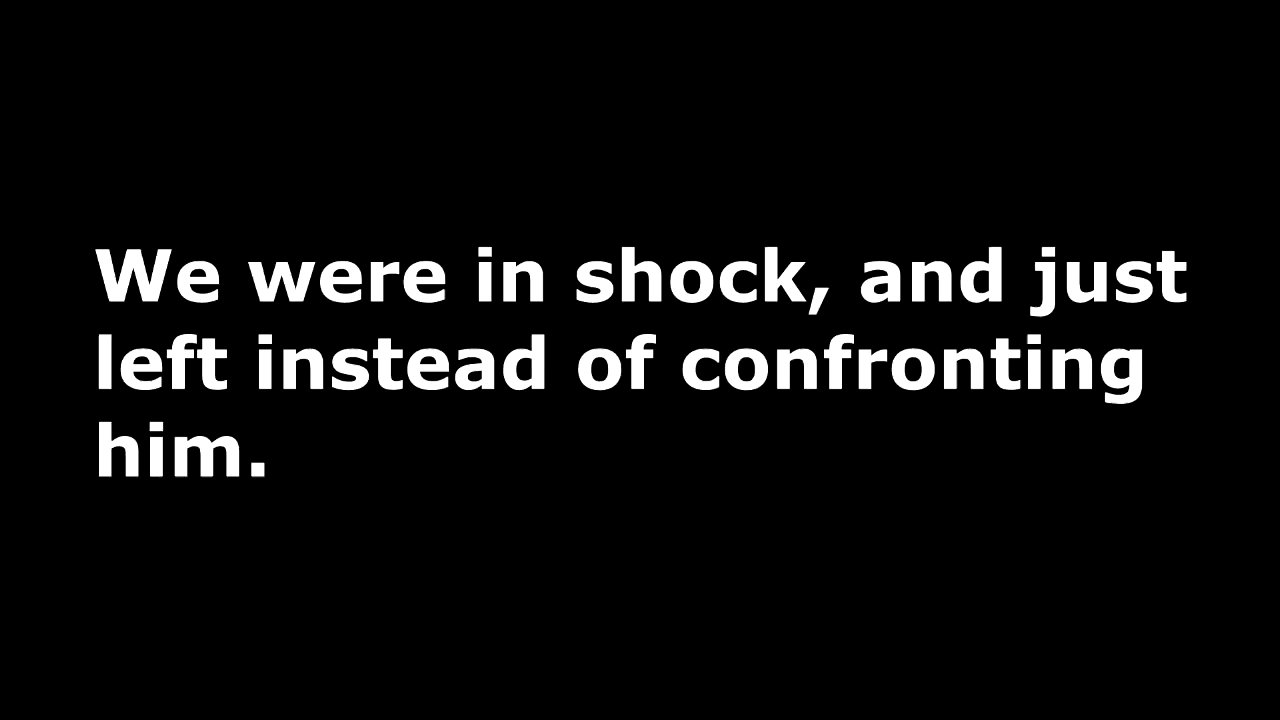 We were in shock, and just
left instead of confronting
him.